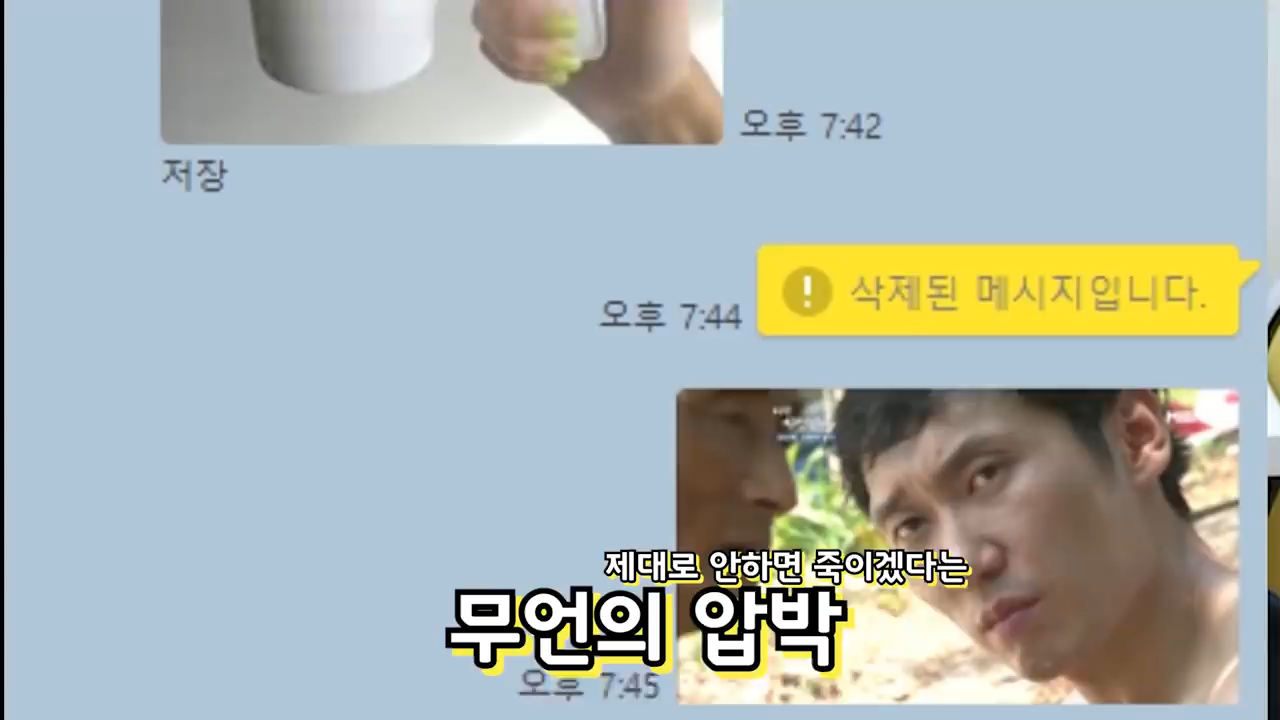 오후 7:42
저장
삭제된 메시지입니다.
오후 7:44
제대로 안하면 죽이겠다는
무언의 압박
오후 7:45